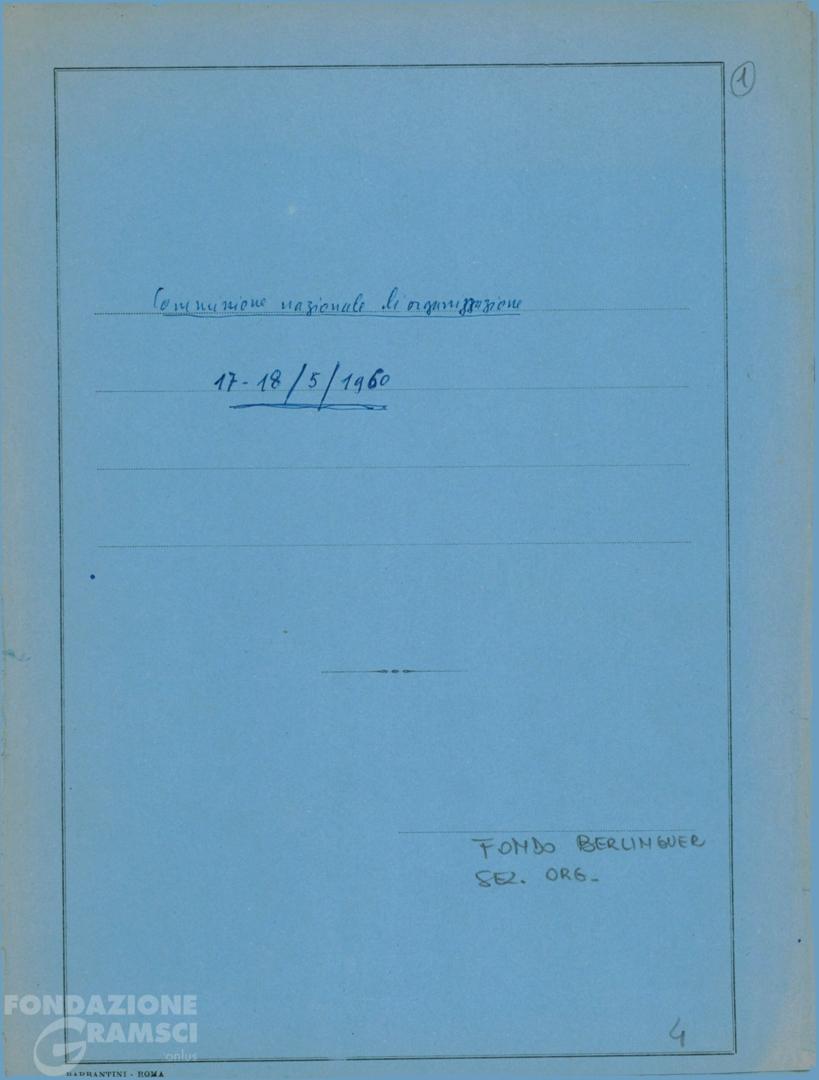 1
Commissione nazionale di organizzazione
17-18/5/1960
FONDO BERLINGUER
SEZ. ORG.
4
FONDAZIONE
GRAMSCI
onlus
BARBANTINI - ROMA